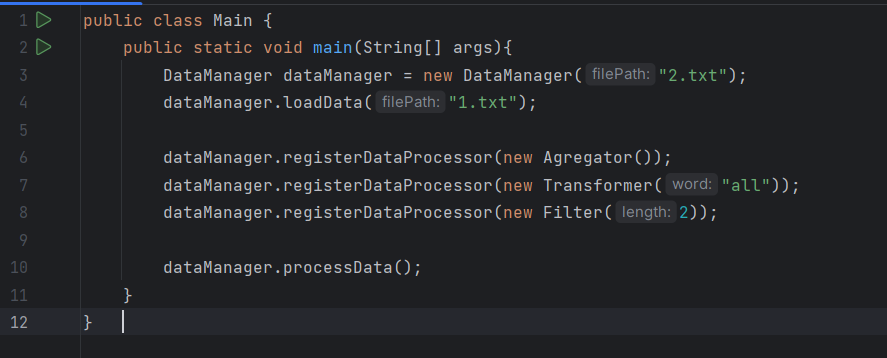 1 public class Main {
2 public static void main(String[] args){
3 DataManager dataManager = new DataManager( filePath: "2.txt");
4 dataManager.loadData( filePath: "1.txt");
5
6 dataManager.registerDataProcessor(new Agregator());
7 dataManager.registerDataProcessor(new Transformer( word: "all"));
8 dataManager.registerDataProcessor(new Filter( length: 2));
9
10 dataManager.processData();
11 }
12 }